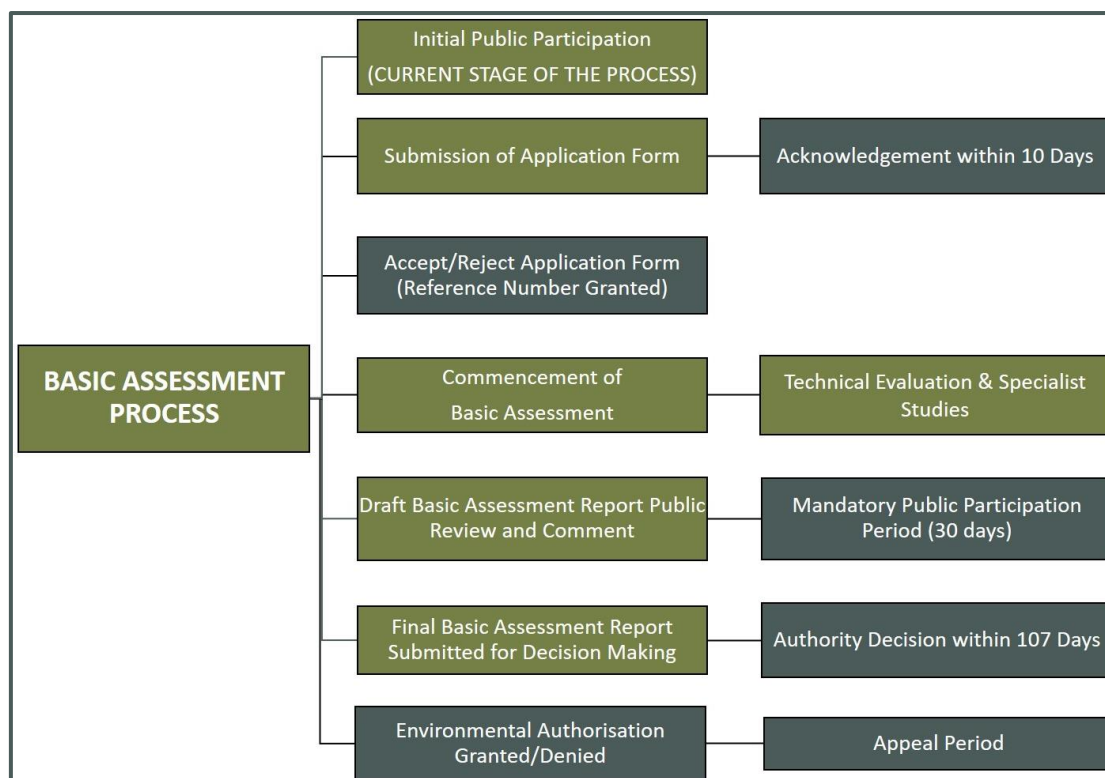 Initial Public Participation
(CURRENT STAGE OF THE PROCESS)
Submission of Application Form
Acknowledgement within 10 Days
Accept/Reject Application Form
(Reference Number Granted)
BASIC ASSESSMENT
PROCESS
Commencement of
Basic Assessment
Technical Evaluation & Specialist
Studies
Draft Basic Assessment Report Public
Review and Comment
Mandatory Public Participation
Period (30 days)
Final Basic Assessment Report
Submitted for Decision Making
Authority Decision within 107 Days
Environmental Authorisation
Granted/Denied
Appeal Period